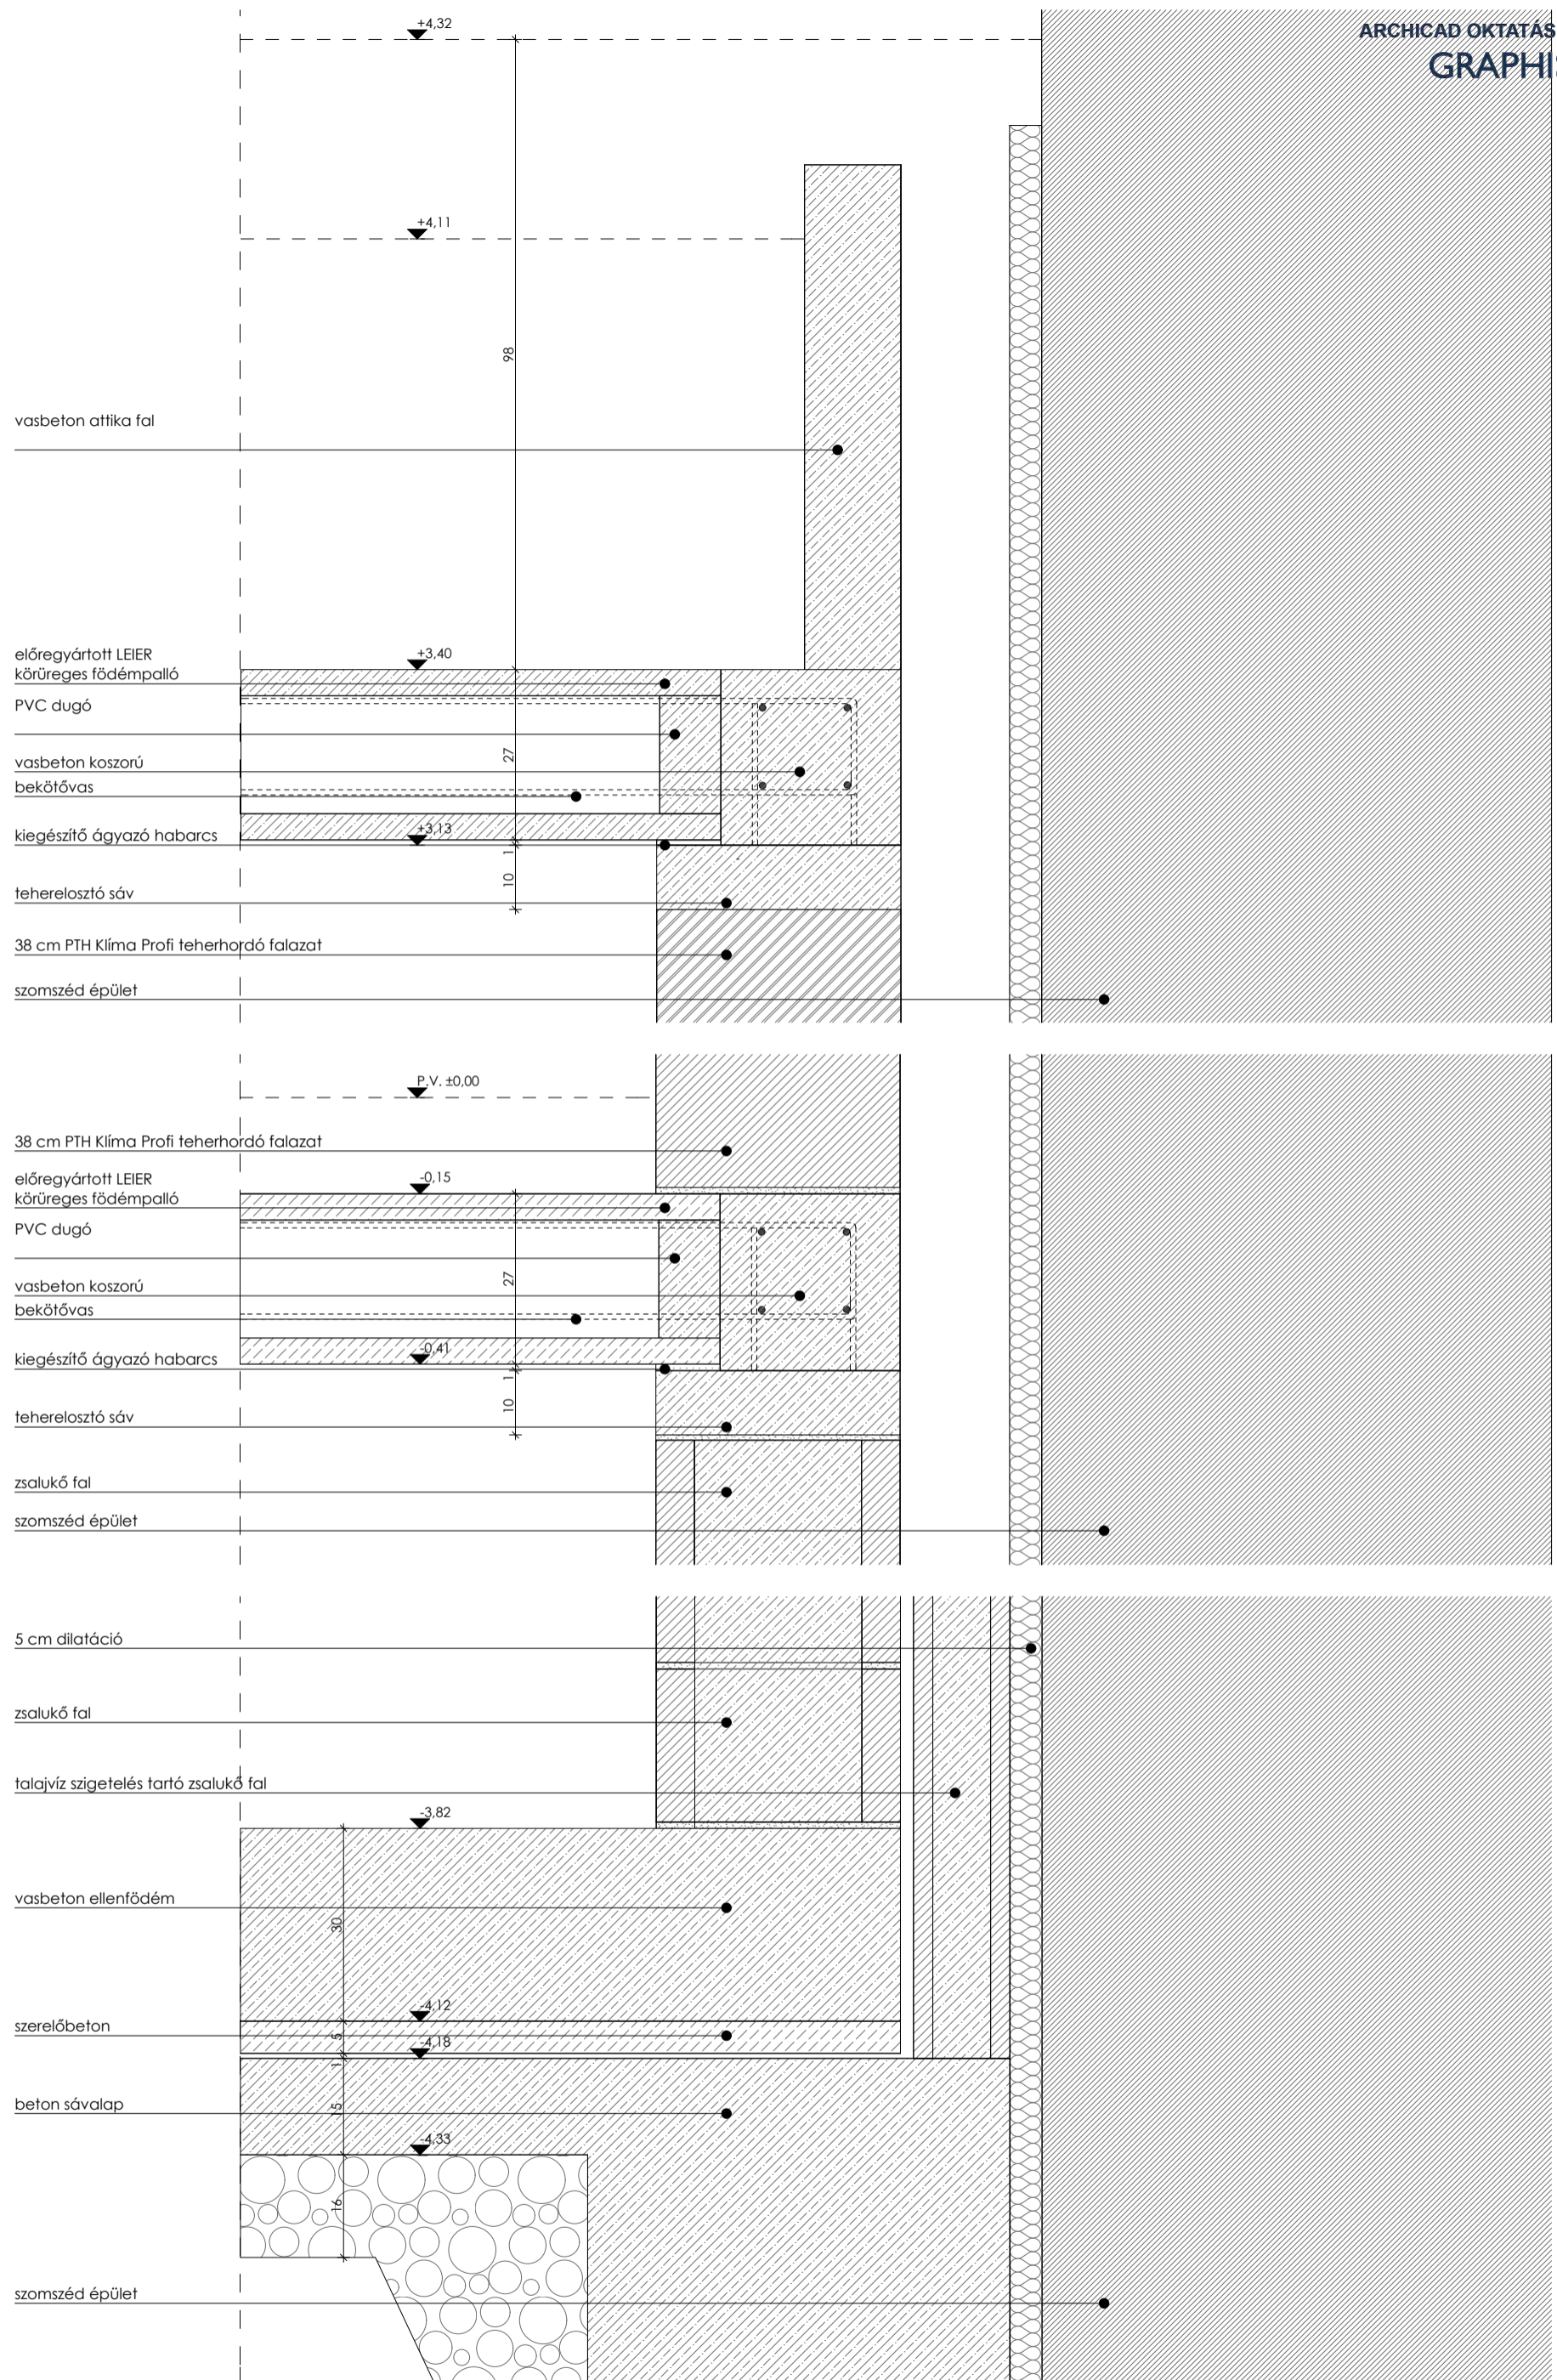 ARCHICAD OKTATÁS
GRAPHIS
+4,32
+4,11
98
vasbeton attika fal
+3,40
előregyártott LEIER
körüreges födémpalló
PVC dugó
27
vasbeton koszorú
bekötővas
+3,13
kiegészítő ágyazó habarcs
1
10
teherelosztó sáv
38 cm PTH Klíma Profi teherhordó falazat
szomszéd épület
P.V. ±0,00
38 cm PTH Klíma Profi teherhordó falazat
-0,15
előregyártott LEIER
körüreges födémpalló
PVC dugó
27
vasbeton koszorú
bekötővas
-0,41
kiegészítő ágyazó habarcs
1
10
teherelosztó sáv
zsalukő fal
szomszéd épület
5 cm dilatáció
zsalukő fal
talajvíz szigetelés tartó zsalukő fal
-3,82
vasbeton ellenfödém
30
-4,12
szerelőbeton
5
-4,18
1
beton sávalap
15
-4,33
16
szomszéd épület